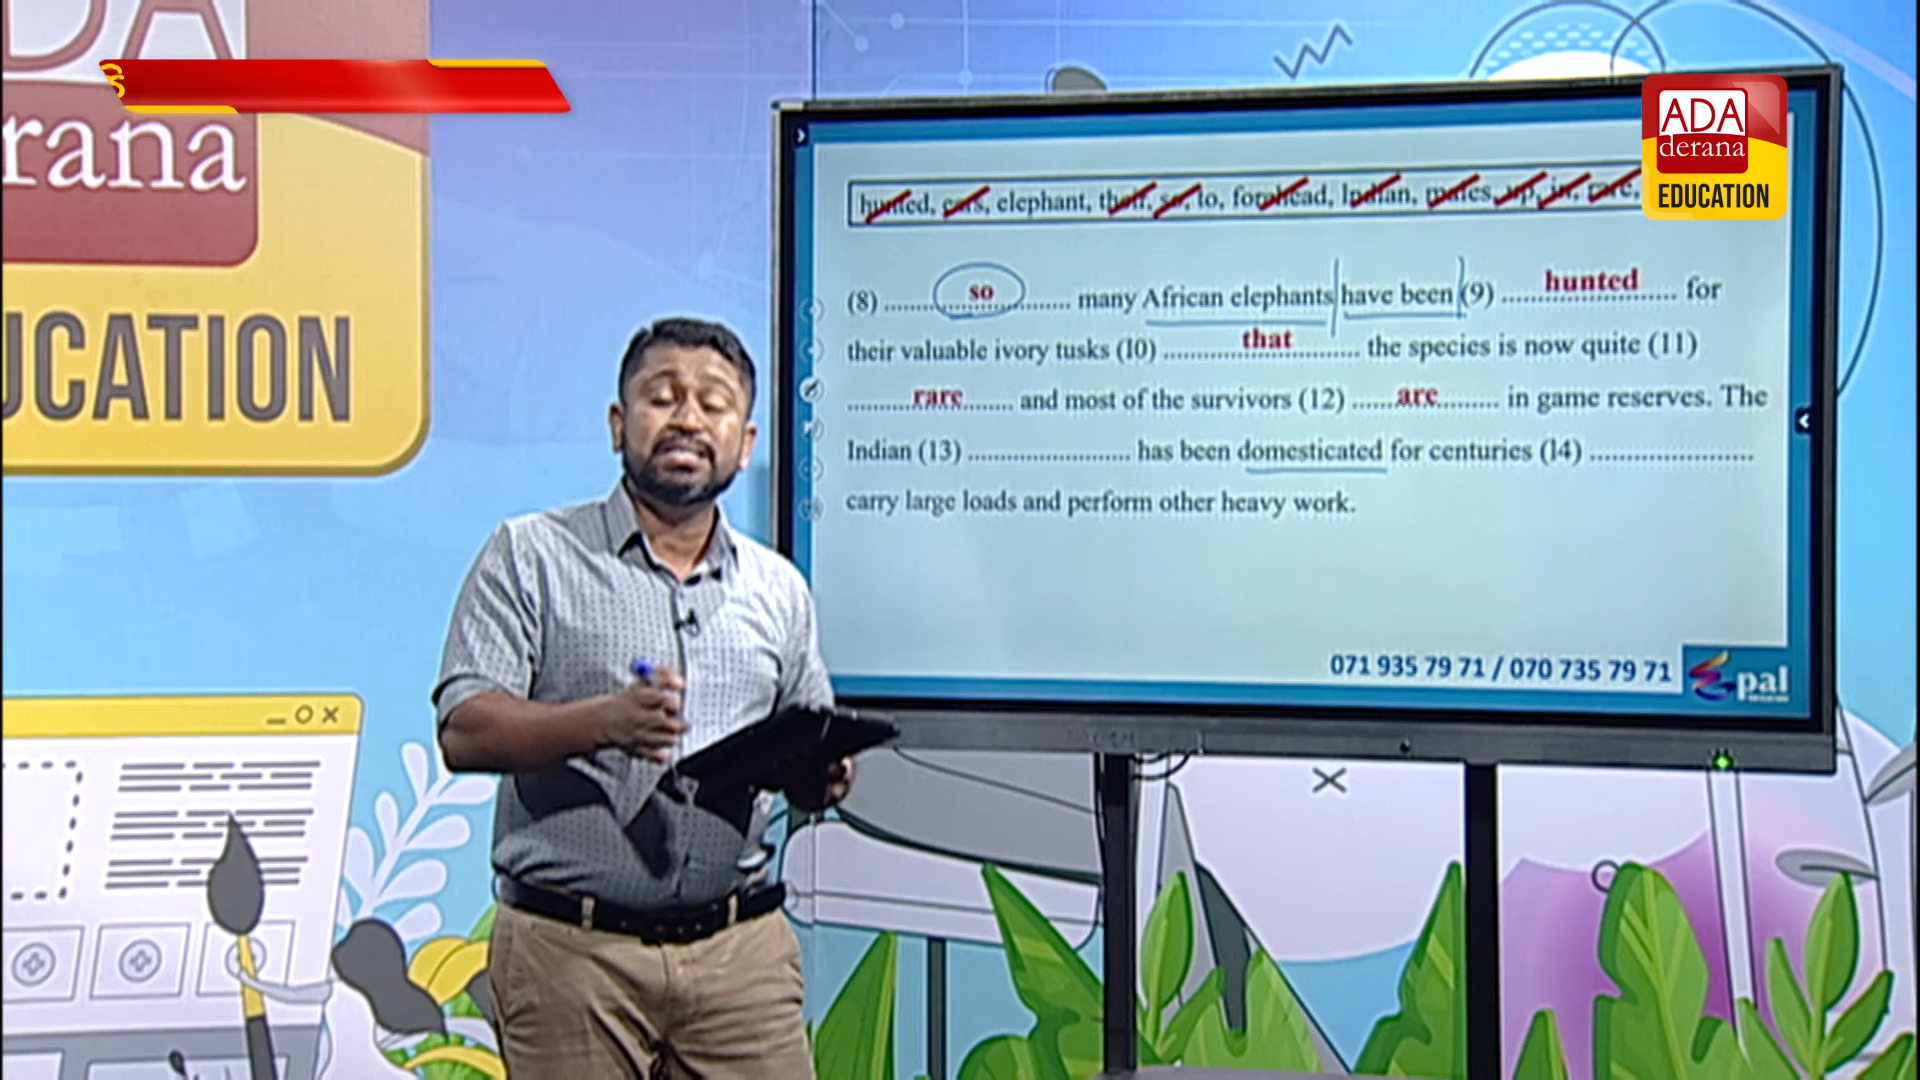 DA
rana
UCATION
ADA
derana
EDUCATION
hunted, ears, elephant, their, so, to, forehead, Indian, males, up, in, rare,
(8) ............ so ............ many African elephants have been (9) ............ hunted ............ for
their valuable ivory tusks (10) ............ that ............ the species is now quite (11)
............ rare ............ and most of the survivors (12) ............ are ............ in game reserves. The
Indian (13) ........................ has been domesticated for centuries (14) ........................
carry large loads and perform other heavy work.
071 935 79 71 / 070 735 79 71
pal